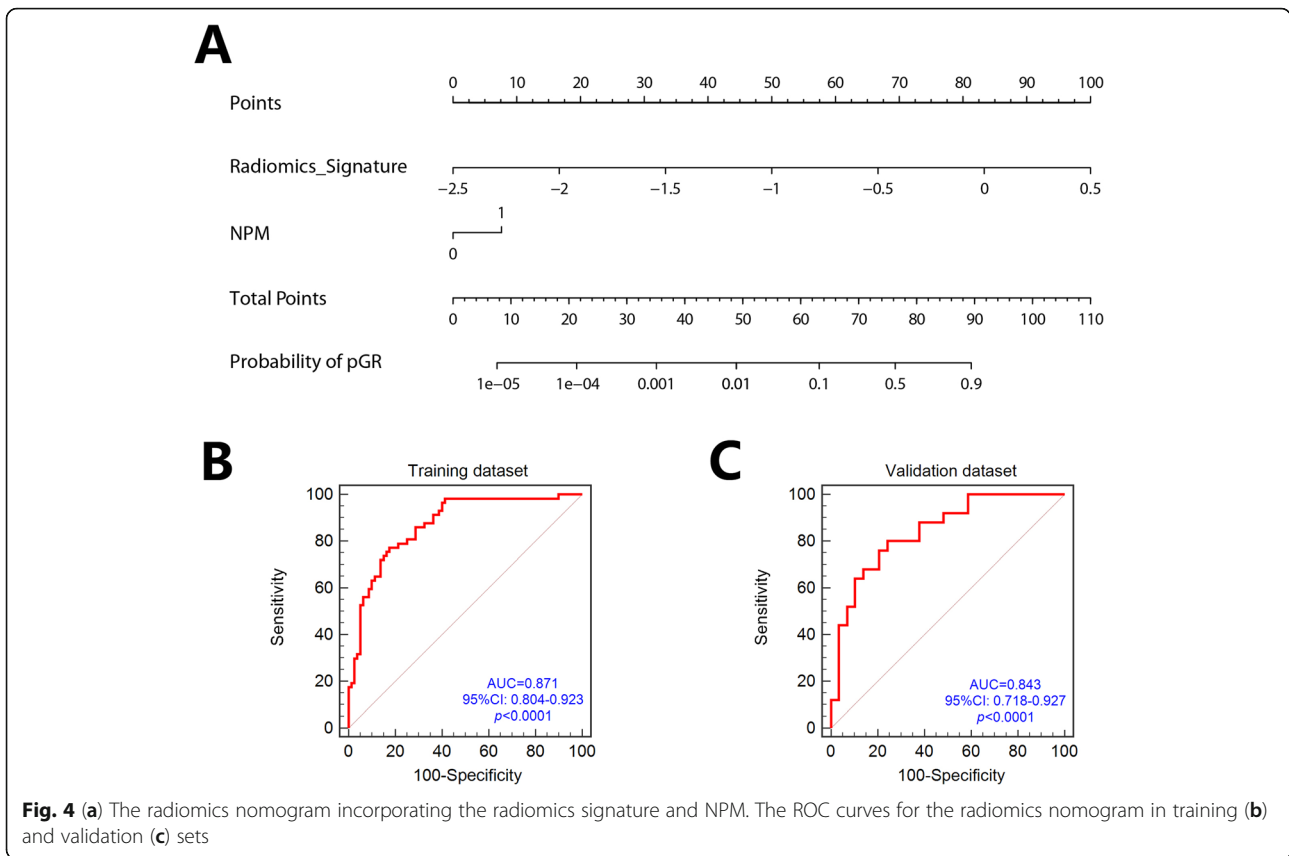 A
0 10 20 30 40 50 60 70 80 90 100
Points
Radiomics_Signature
−2.5 −2 −1.5 −1 −0.5 0 0.5
1
NPM
0
Total Points
0 10 20 30 40 50 60 70 80 90 100 110
Probability of pGR
1e−05 1e−04 0.001 0.01 0.1 0.5 0.9
B
Training dataset
100
80
60
40
20
0
Sensitivity
AUC=0.871
95%CI: 0.804-0.923
p<0.0001
0 20 40 60 80 100
100-Specificity
C
Validation dataset
100
80
60
40
20
0
Sensitivity
AUC=0.843
95%CI: 0.718-0.927
p<0.0001
0 20 40 60 80 100
100-Specificity
Fig. 4 (a) The radiomics nomogram incorporating the radiomics signature and NPM. The ROC curves for the radiomics nomogram in training (b)
and validation (c) sets